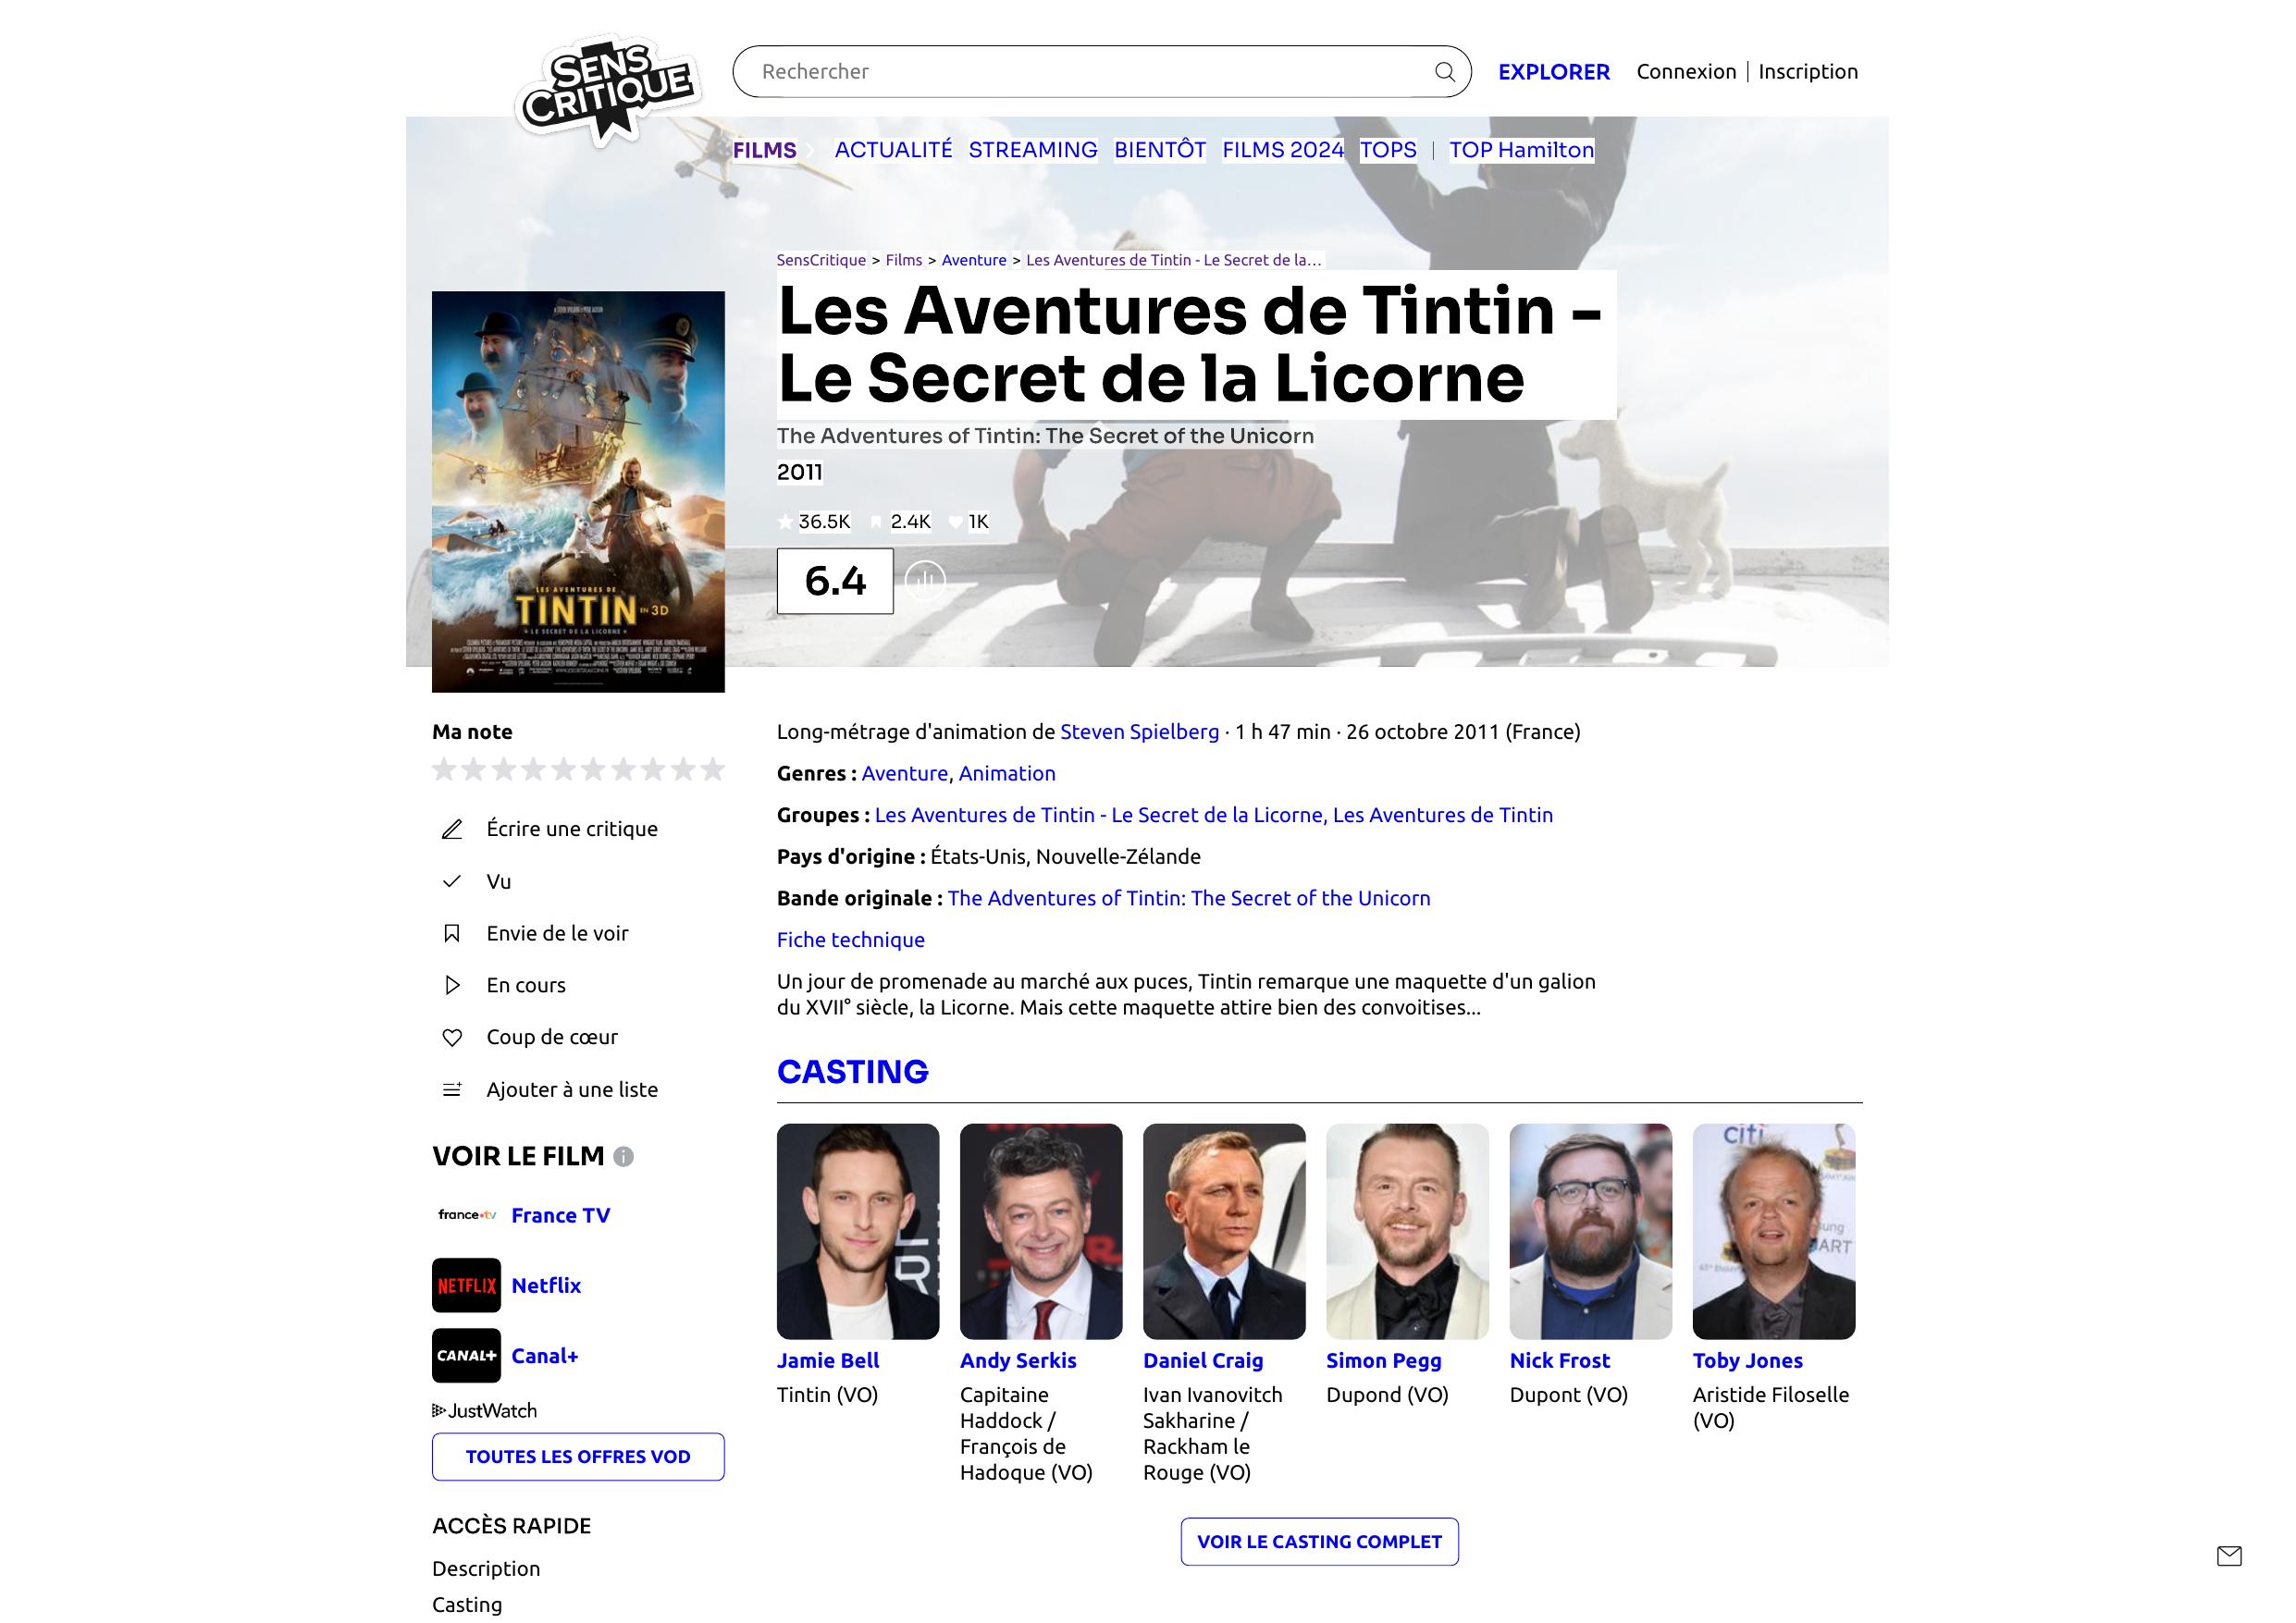 SENS
CRITIQUE
Rechercher
EXPLORER
Connexion
Inscription
FILMS
ACTUALITÉ
STREAMING
BIENTÔT
FILMS 2024
TOPS
TOP Hamilton
SensCritique > Films > Aventure > Les Aventures de Tintin - Le Secret de la...
Les Aventures de Tintin -
Le Secret de la Licorne
The Adventures of Tintin: The Secret of the Unicorn
2011
36.5K 2.4K 1K
6.4
LES AVENTURES DE
TINTIN EN 3D
LE SECRET DE LA LICORNE
Ma note
Écrire une critique
Vu
Envie de le voir
En cours
Coup de cœur
Ajouter à une liste
VOIR LE FILM
france•tv France TV
NETFLIX Netflix
CANAL+ Canal+
JustWatch
TOUTES LES OFFRES VOD
ACCÈS RAPIDE
Description
Casting
Long-métrage d'animation de Steven Spielberg · 1 h 47 min · 26 octobre 2011 (France)
Genres : Aventure, Animation
Groupes : Les Aventures de Tintin - Le Secret de la Licorne, Les Aventures de Tintin
Pays d'origine : États-Unis, Nouvelle-Zélande
Bande originale : The Adventures of Tintin: The Secret of the Unicorn
Fiche technique
Un jour de promenade au marché aux puces, Tintin remarque une maquette d'un galion
du XVII° siècle, la Licorne. Mais cette maquette attire bien des convoitises...
CASTING
citi
ART
Jamie Bell
Tintin (VO)
Andy Serkis
Capitaine
Haddock /
François de
Hadoque (VO)
Daniel Craig
Ivan Ivanovitch
Sakharine /
Rackham le
Rouge (VO)
Simon Pegg
Dupond (VO)
Nick Frost
Dupont (VO)
Toby Jones
Aristide Filoselle
(VO)
VOIR LE CASTING COMPLET